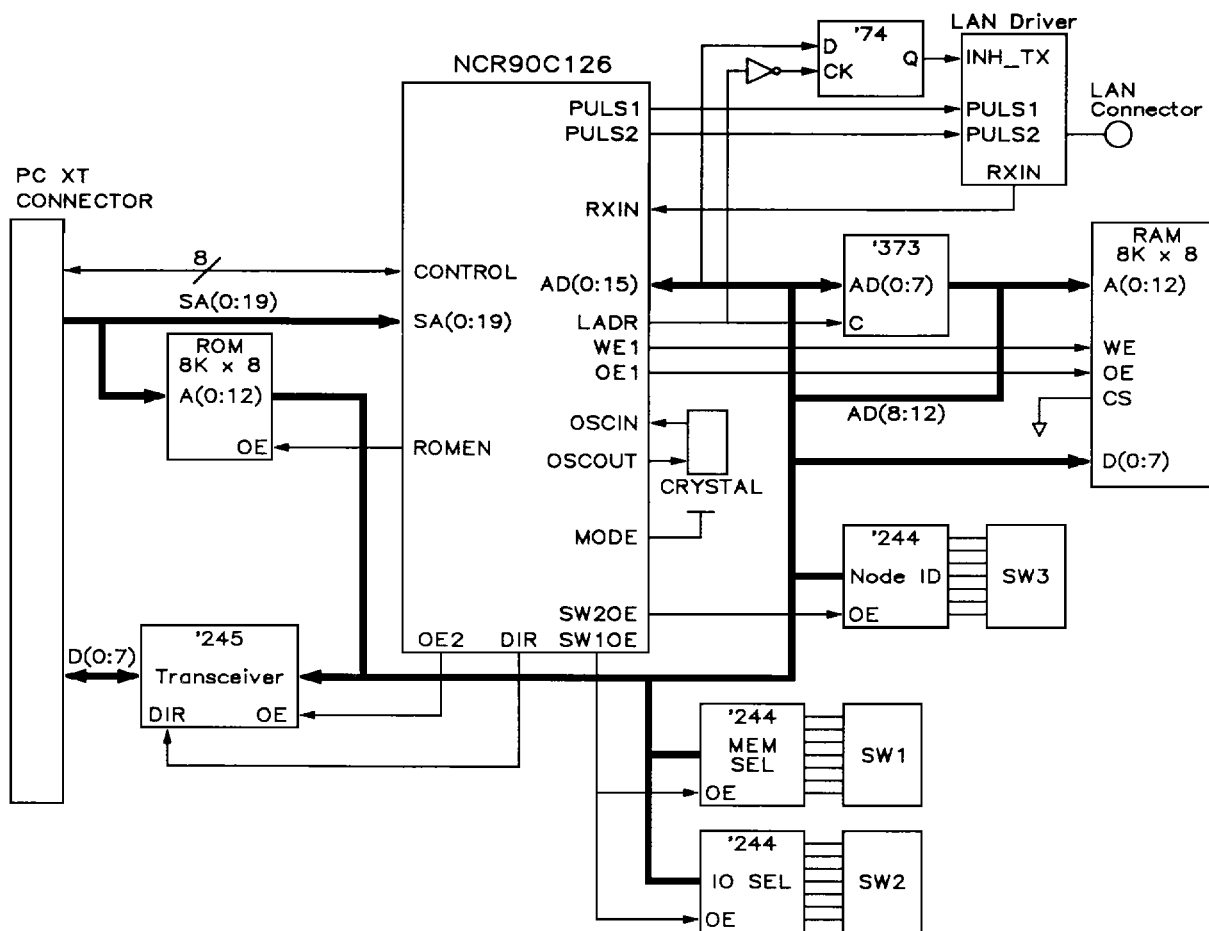 LAN Driver
'74
D
Q
CK
INH_TX
NCR90C126
LAN
Connector
PULS1
PULS2
PULS1
PULS2
RXIN
PC XT
CONNECTOR
RXIN
8
CONTROL
SA(0:19)
SA(0:19)
AD(0:15)
'373
AD(0:7)
C
RAM
8K x 8
A(0:12)
LADR
WE1
WE
OE1
OE
CS
AD(8:12)
D(0:7)
ROM
8K x 8
A(0:12)
OE
ROMEN
OSCIN
OSCOUT
CRYSTAL
MODE
'244
Node ID
OE
SW3
SW2OE
OE2
DIR
SW1OE
D(0:7)
'245
Transceiver
DIR
OE
'244
MEM
SEL
OE
SW1
'244
IO SEL
OE
SW2